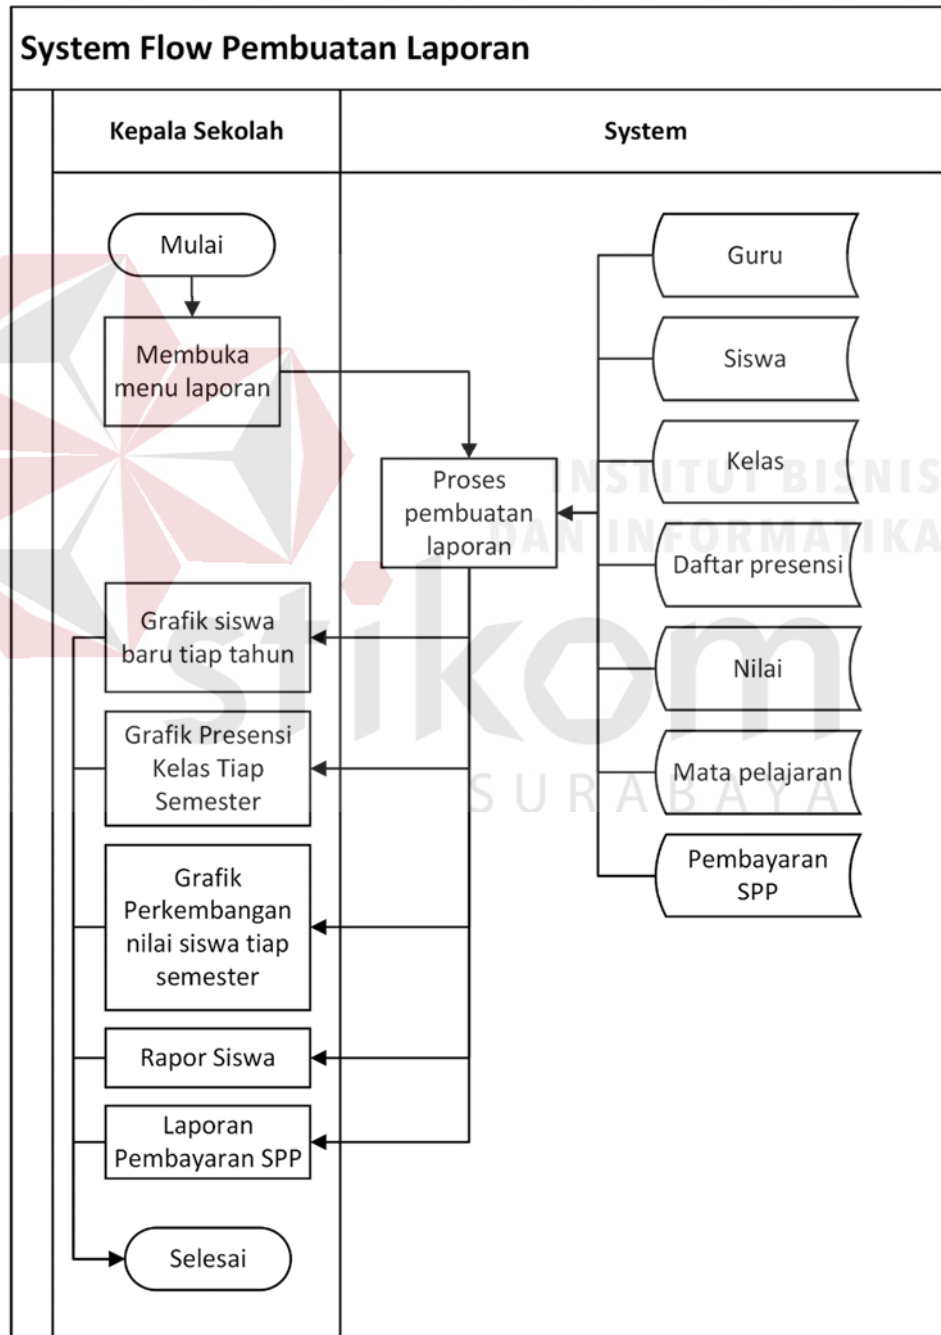 System Flow Pembuatan Laporan
Kepala Sekolah
System
Mulai
Membuka
menu laporan
Proses
pembuatan
laporan
Guru
Siswa
Kelas
Daftar presensi
Nilai
Mata pelajaran
Pembayaran
SPP
Grafik siswa
baru tiap tahun
Grafik Presensi
Kelas Tiap
Semester
Grafik
Perkembangan
nilai siswa tiap
semester
Rapor Siswa
Laporan
Pembayaran SPP
Selesai
INSTITUT BISNIS
DAN INFORMATIKA
stikom
SURABAYA